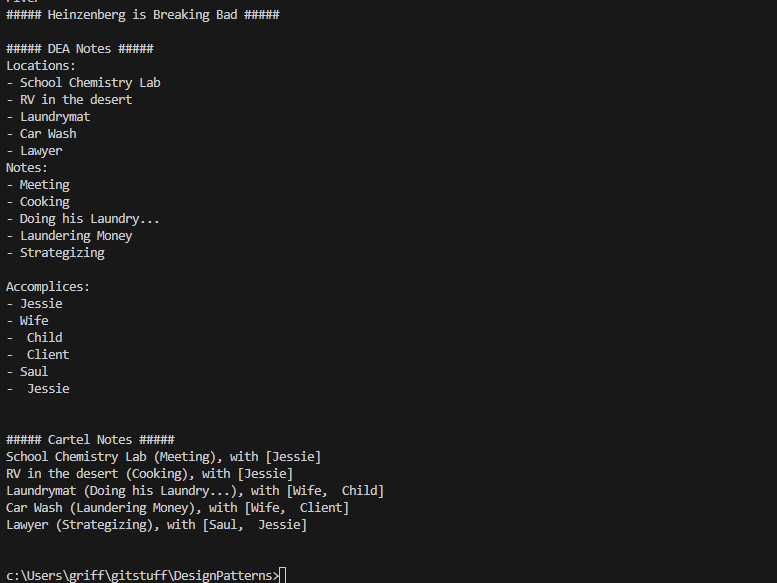 ##### Heinzenberg is Breaking Bad #####
##### DEA Notes #####
Locations:
- School Chemistry Lab
- RV in the desert
- Laundrymat
- Car Wash
- Lawyer
Notes:
- Meeting
- Cooking
- Doing his Laundry...
- Laundering Money
- Strategizing
Accomplices:
- Jessie
- Wife
-  Child
-  Client
- Saul
-  Jessie
##### Cartel Notes #####
School Chemistry Lab (Meeting), with [Jessie]
RV in the desert (Cooking), with [Jessie]
Laundrymat (Doing his Laundry...), with [Wife,  Child]
Car Wash (Laundering Money), with [Wife,  Client]
Lawyer (Strategizing), with [Saul,  Jessie]
c:\Users\griff\gitstuff\DesignPatterns>